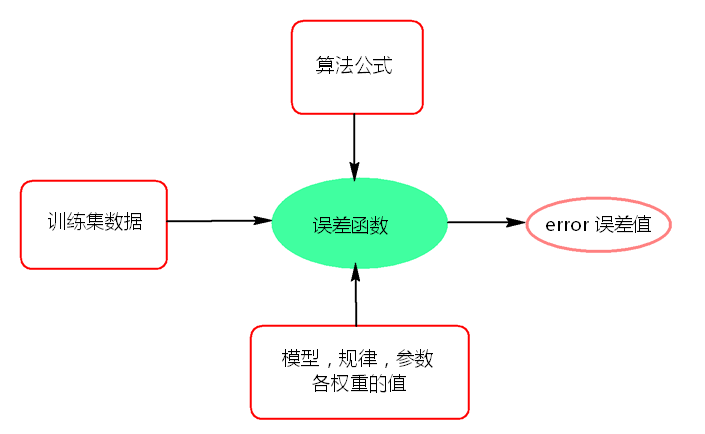 算法公式
训练集数据
误差函数
error 误差值
模型，规律，参数
各权重的值